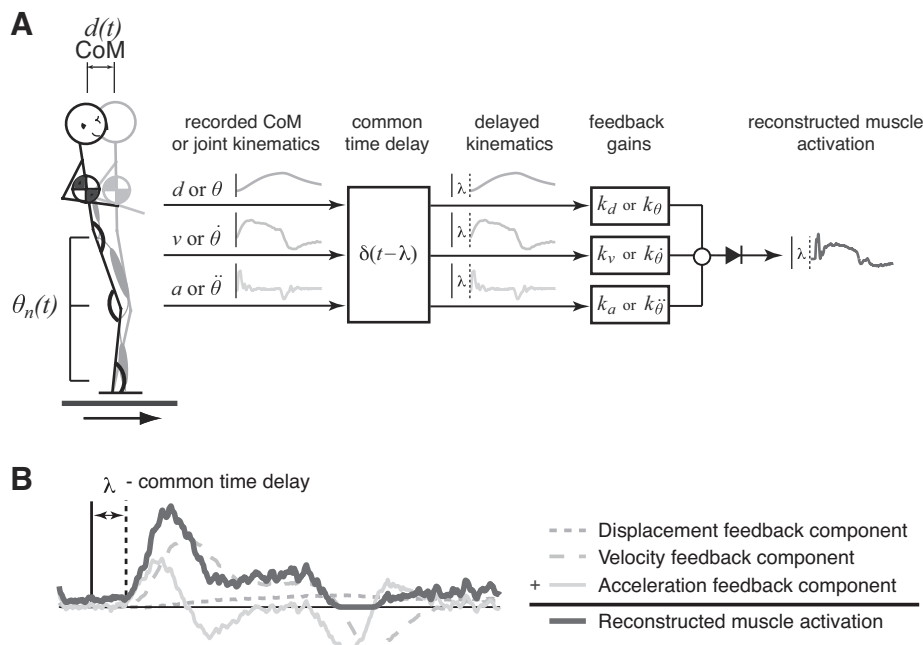 A
d(t)
CoM
recorded CoM
or joint kinematics
common
time delay
delayed
kinematics
feedback
gains
reconstructed muscle
activation
d or θ
λ
k_d or k_θ
v or θ̇
λ
δ(t−λ)
k_v or k_θ̇
λ
a or θ̈
λ
k_a or k_θ̈
θ_n(t)
B
λ - common time delay
Displacement feedback component
Velocity feedback component
+ Acceleration feedback component
Reconstructed muscle activation